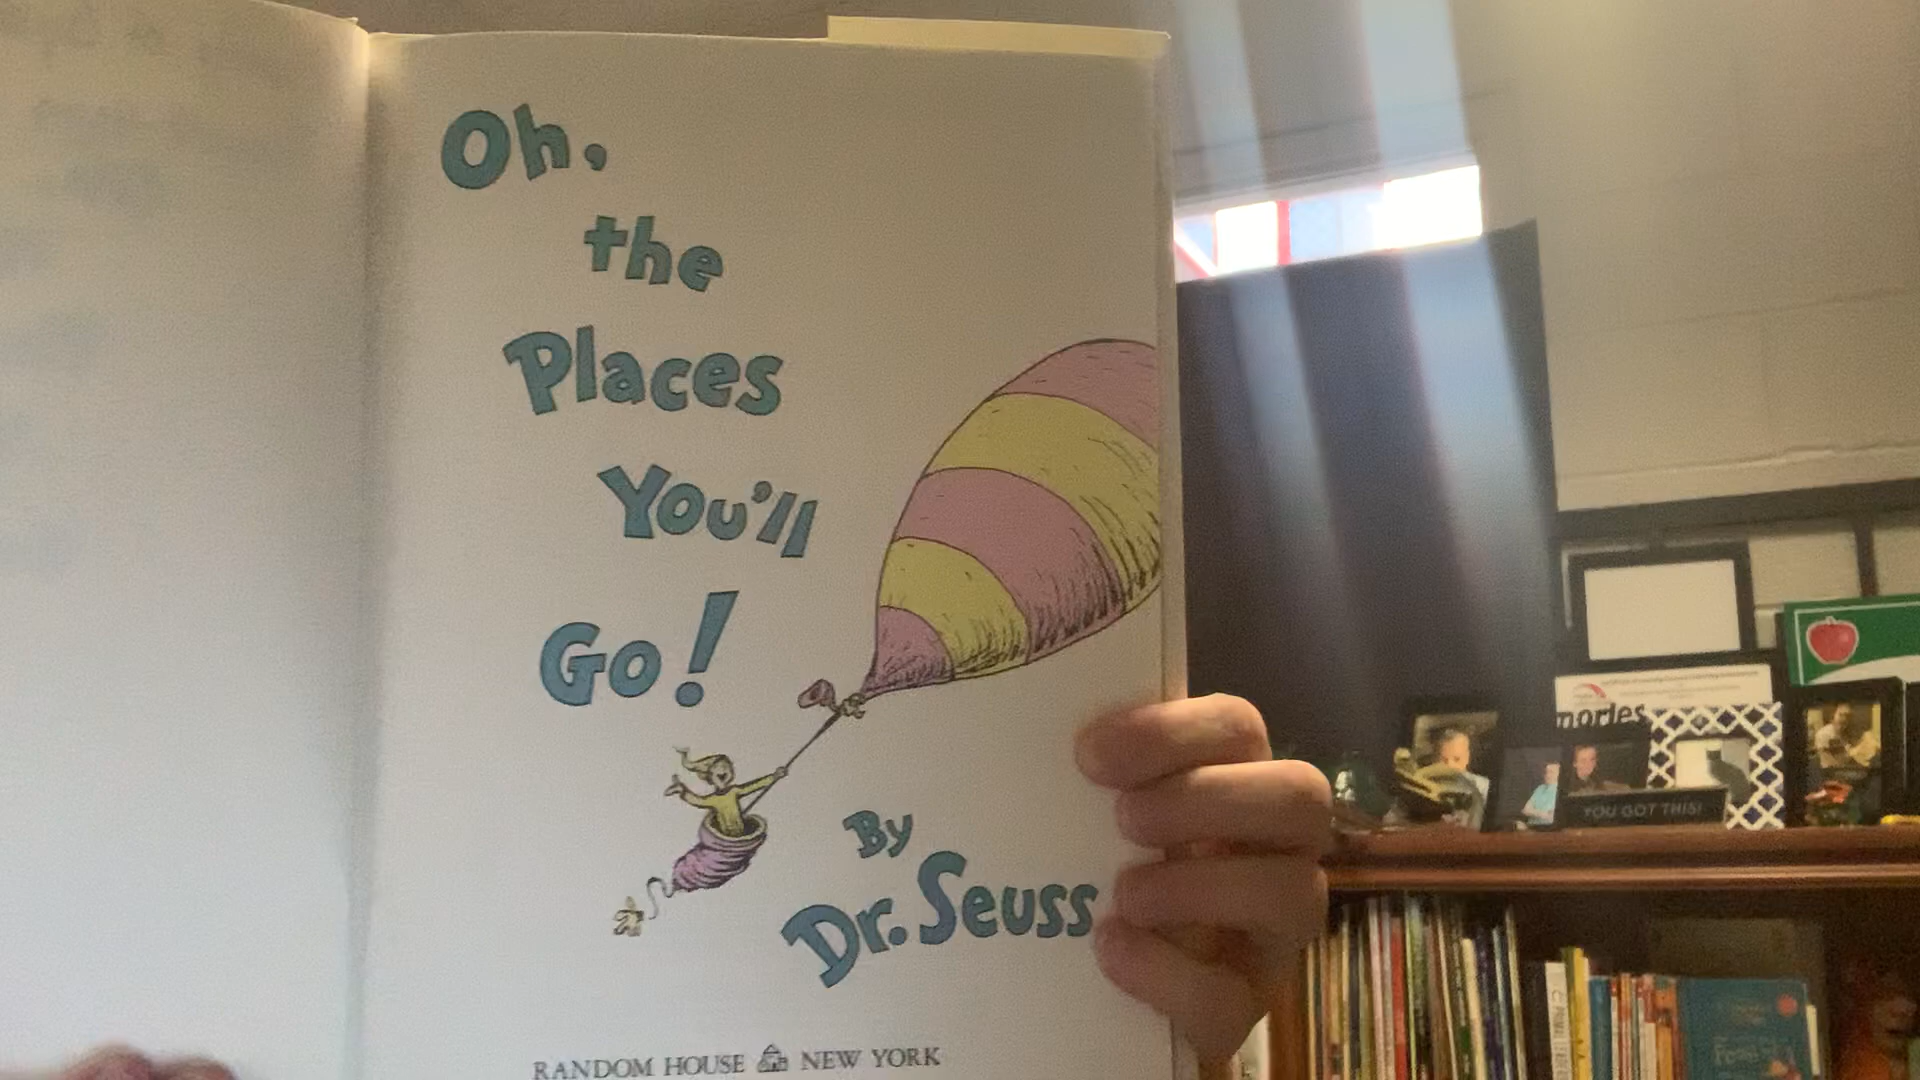 Oh,
the
Places
You'll
Go!
By
Dr. Seuss
RANDOM HOUSE NEW YORK
YOU GOT THIS!